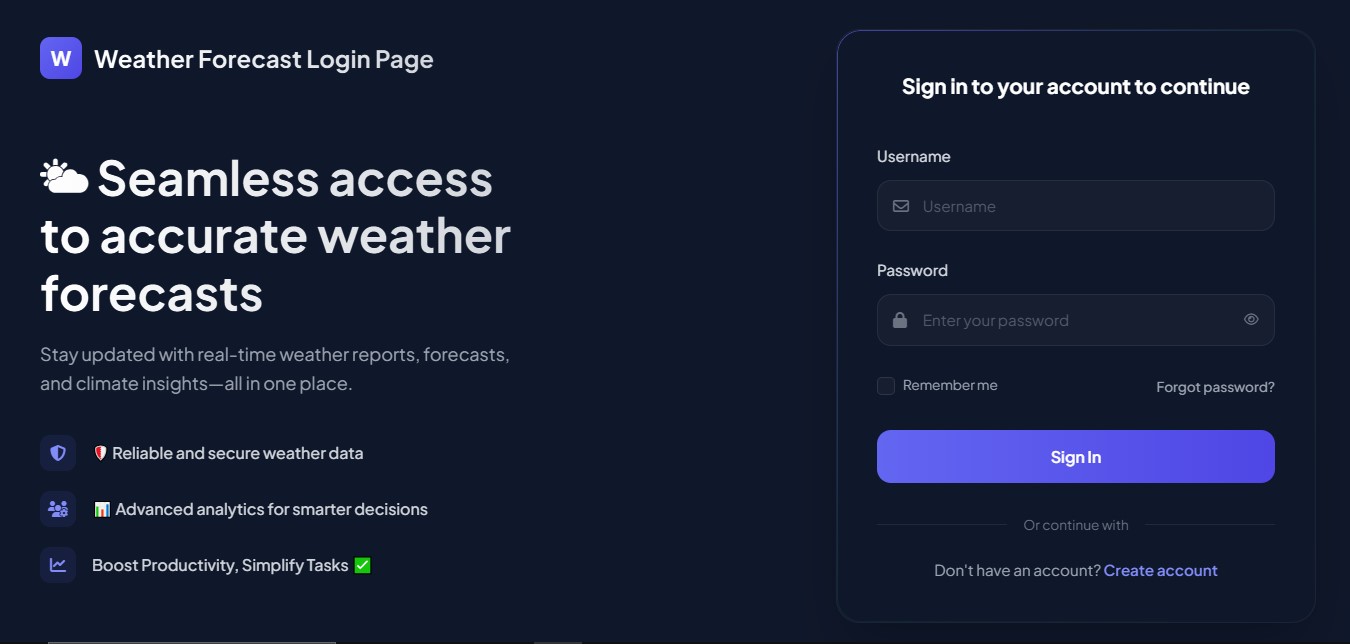 W
Weather Forecast Login Page
Seamless access
to accurate weather
forecasts
Stay updated with real-time weather reports, forecasts,
and climate insights—all in one place.
Reliable and secure weather data
Advanced analytics for smarter decisions
Boost Productivity, Simplify Tasks ✅
Sign in to your account to continue
Username
Username
Password
Enter your password
Remember me
Forgot password?
Sign In
Or continue with
Don't have an account? Create account